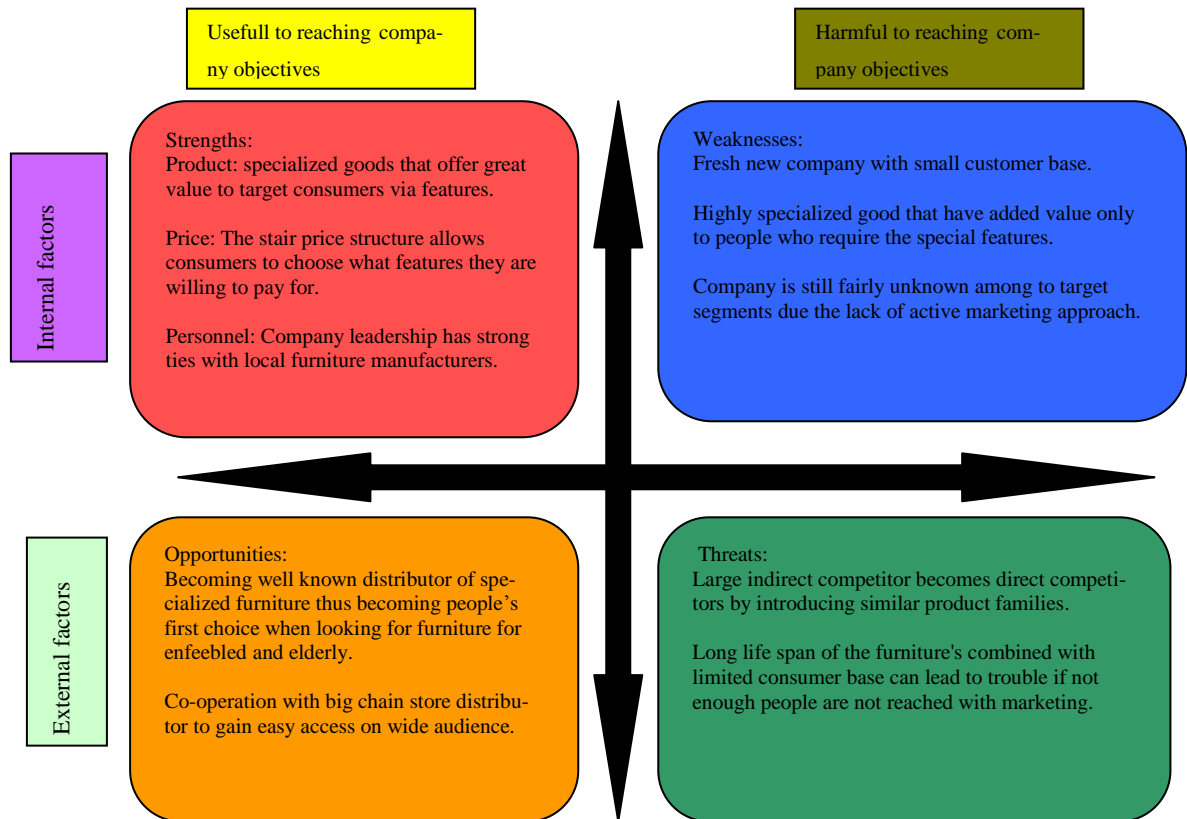 Usefull to reaching compa-
ny objectives
Harmful to reaching com-
pany objectives
Internal factors
Strengths:
Product: specialized goods that offer great
value to target consumers via features.
Price: The stair price structure allows
consumers to choose what features they are
willing to pay for.
Personnel: Company leadership has strong
ties with local furniture manufacturers.
Weaknesses:
Fresh new company with small customer base.
Highly specialized good that have added value only
to people who require the special features.
Company is still fairly unknown among to target
segments due the lack of active marketing approach.
External factors
Opportunities:
Becoming well known distributor of spe-
cialized furniture thus becoming people's
first choice when looking for furniture for
enfeebled and elderly.
Co-operation with big chain store distribu-
tor to gain easy access on wide audience.
Threats:
Large indirect competitor becomes direct competi-
tors by introducing similar product families.
Long life span of the furniture's combined with
limited consumer base can lead to trouble if not
enough people are not reached with marketing.